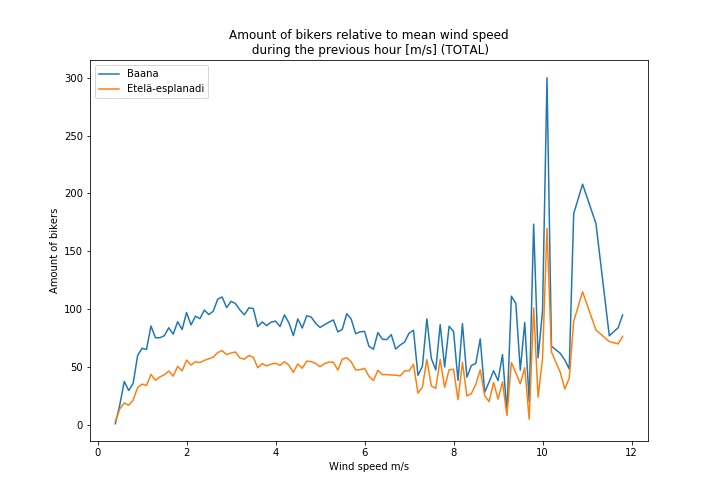 Amount of bikers relative to mean wind speed
during the previous hour [m/s] (TOTAL)
Baana
Etelä-esplanadi
300
250
200
150
100
50
0
Amount of bikers
0 2 4 6 8 10 12
Wind speed m/s